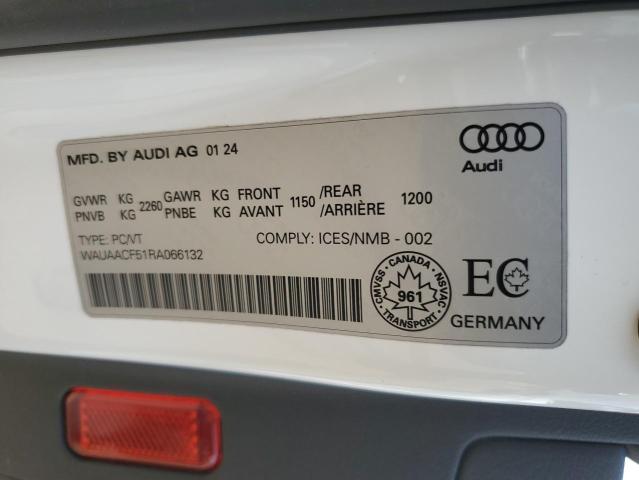 MFD. BY AUDI AG 01 24
Audi
GVWR KG 2260 GAWR KG FRONT 1150 /REAR 1200
PNVB KG PNBE KG AVANT /ARRIÈRE
TYPE: PC/VT COMPLY: ICES/NMB - 002
WAUAACF51RA066132
CANADA
CMVSS NSVAC
961
TRANSPORT
EC
GERMANY